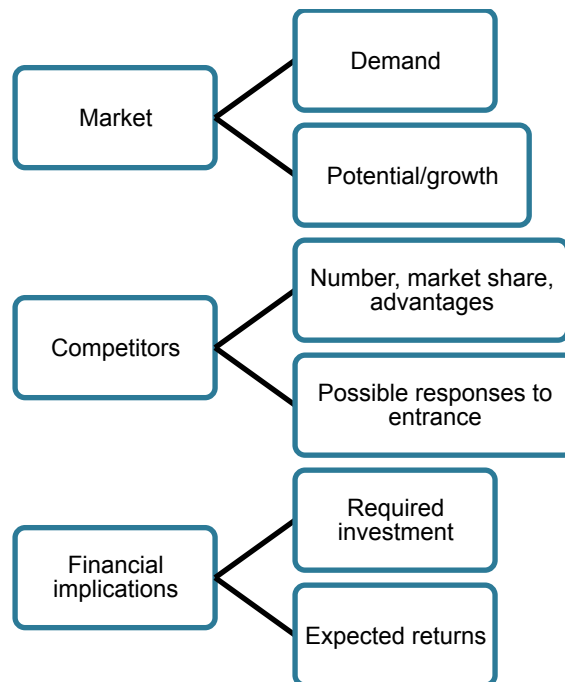 Market
Demand
Potential/growth
Competitors
Number, market share,
advantages
Possible responses to
entrance
Financial
implications
Required
investment
Expected returns